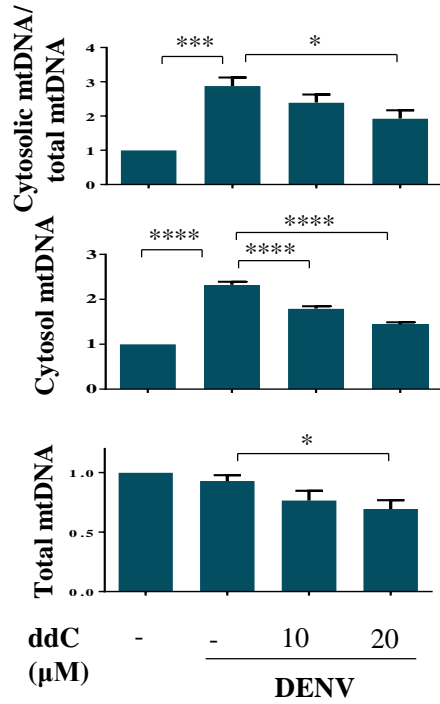 Cytosolic mtDNA/
total mtDNA
4
3
2
1
0
***
*
Cytosol mtDNA
3
2
1
0
****
****
****
Total mtDNA
1.0
0.5
0.0
*
ddC
(µM)
- - 10 20
DENV